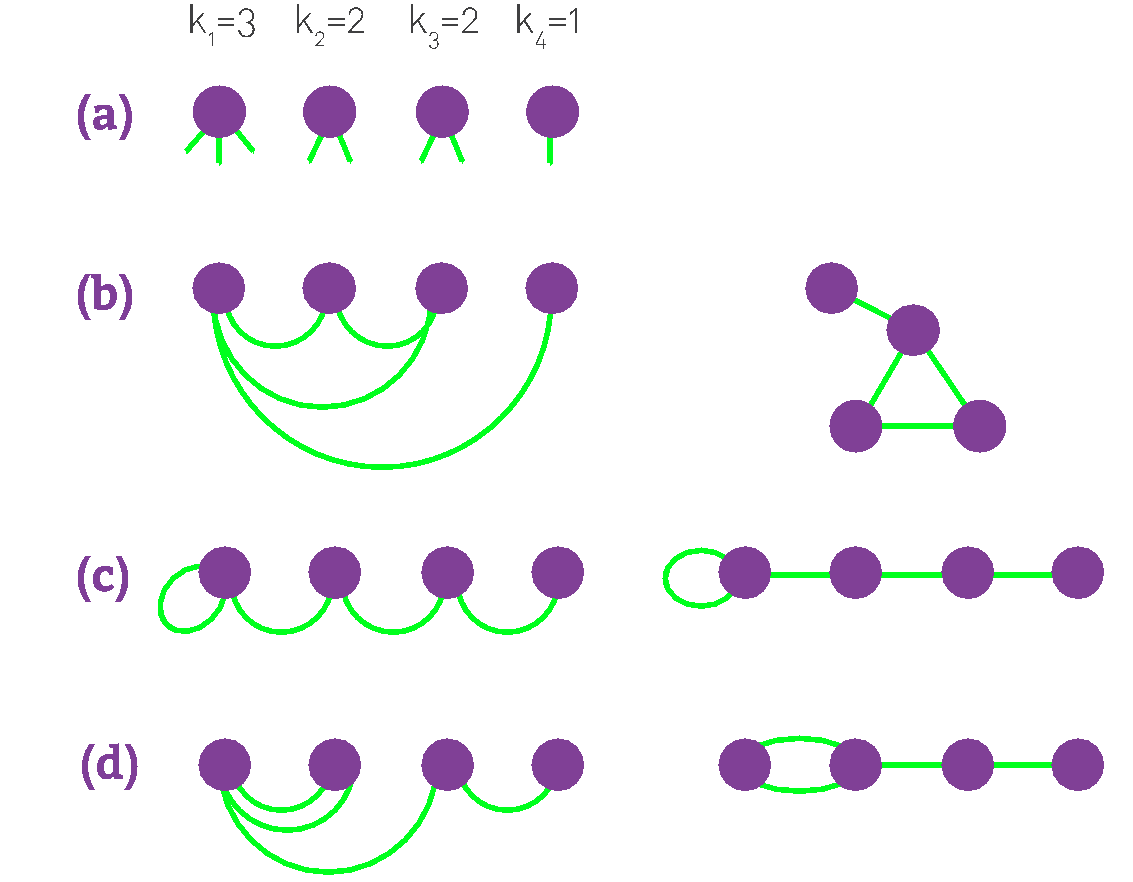 k₁=3 k₂=2 k₃=2 k₄=1
(a)
(b)
(c)
(d)